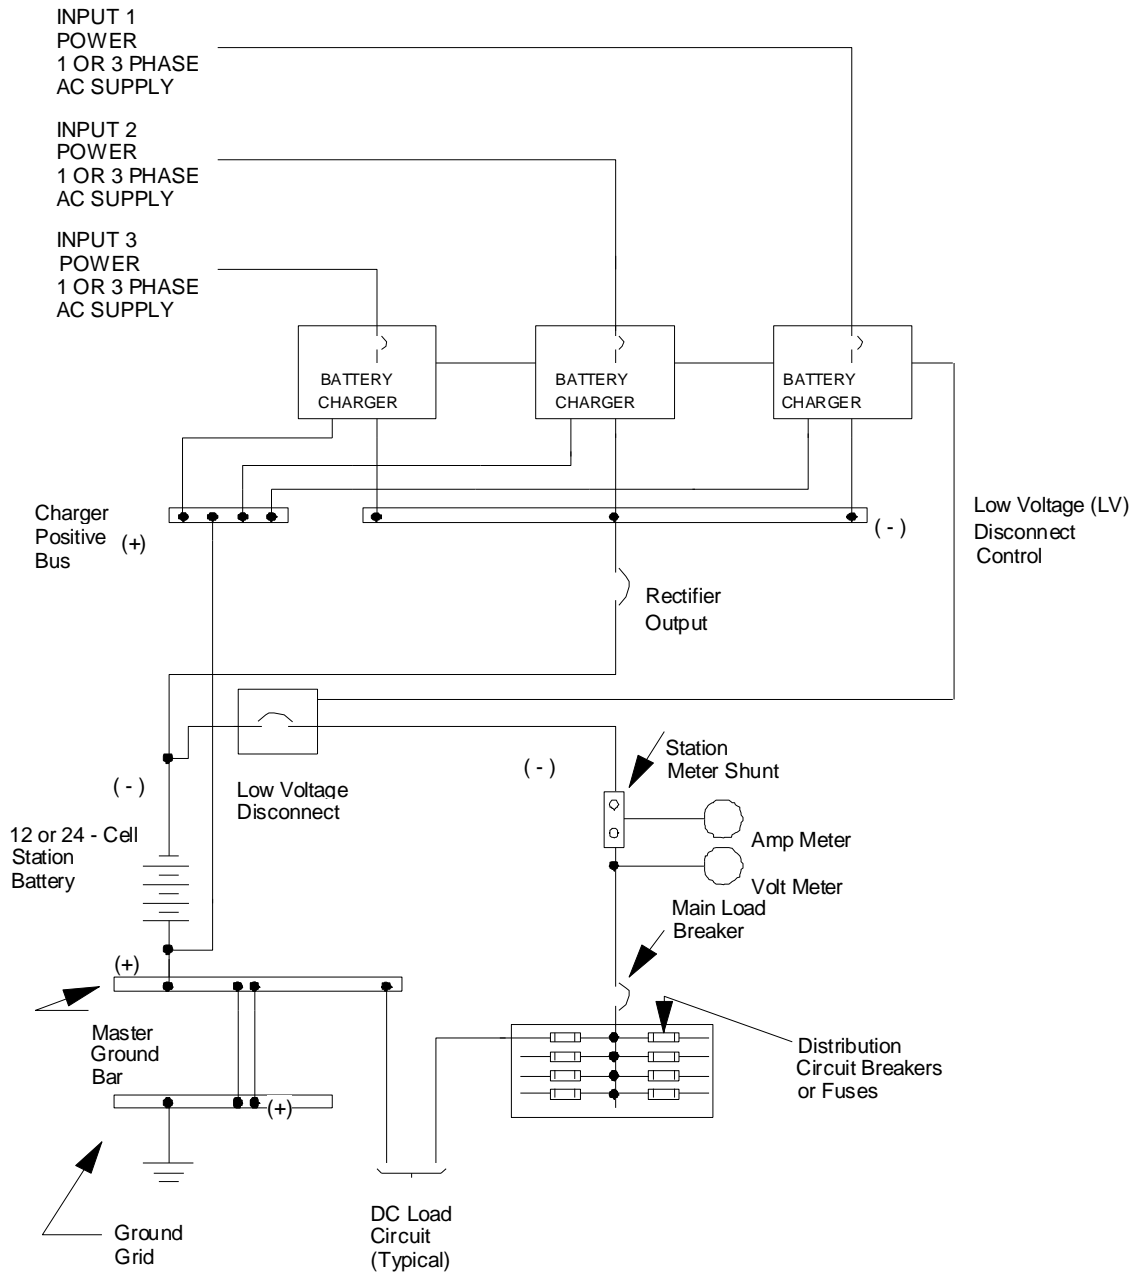 INPUT 1
POWER
1 OR 3 PHASE
AC SUPPLY
INPUT 2
POWER
1 OR 3 PHASE
AC SUPPLY
INPUT 3
POWER
1 OR 3 PHASE
AC SUPPLY
BATTERY
CHARGER
BATTERY
CHARGER
BATTERY
CHARGER
Charger
Positive
Bus
(+)
( - )
Low Voltage (LV)
Disconnect
Control
Rectifier
Output
( - )
Low Voltage
Disconnect
( - )
Station
Meter Shunt
12 or 24 - Cell
Station
Battery
Amp Meter
Volt Meter
Main Load
Breaker
(+)
Master
Ground
Bar
(+)
Distribution
Circuit Breakers
or Fuses
Ground
Grid
DC Load
Circuit
(Typical)